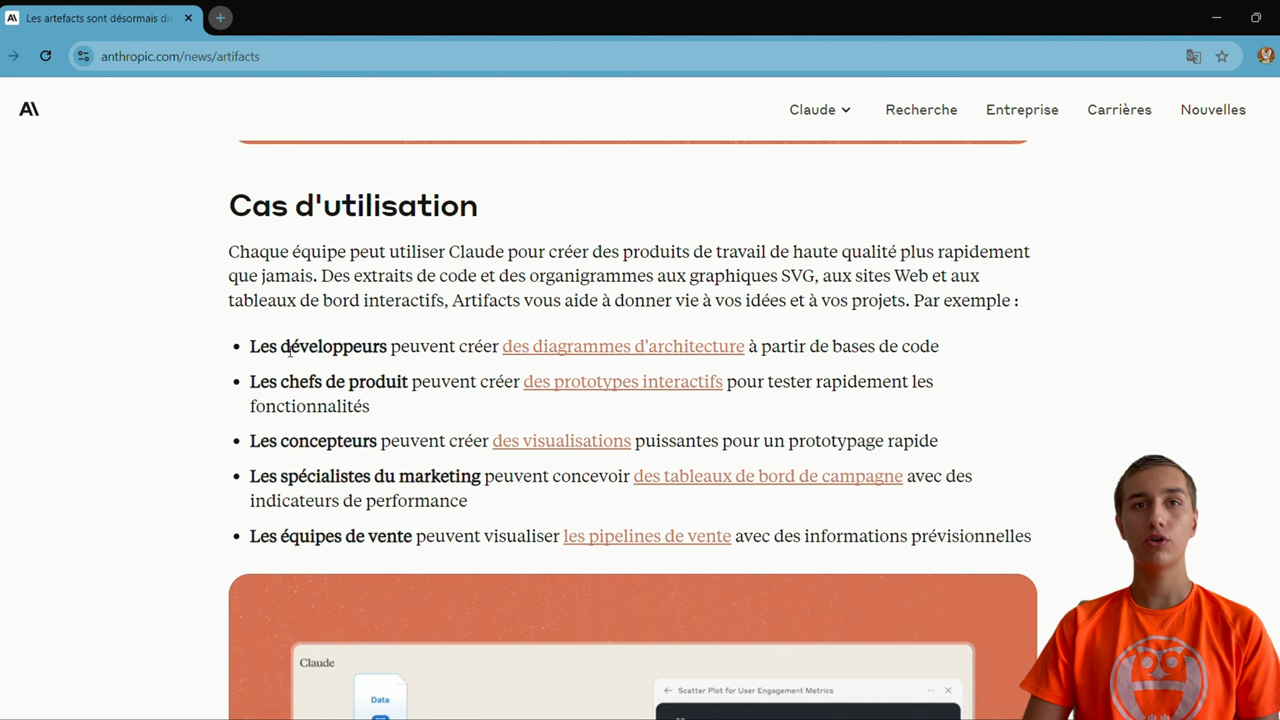 Les artefacts sont désormais di
anthropic.com/news/artifacts
Claude Recherche Entreprise Carrières Nouvelles
Cas d'utilisation
Chaque équipe peut utiliser Claude pour créer des produits de travail de haute qualité plus rapidement
que jamais. Des extraits de code et des organigrammes aux graphiques SVG, aux sites Web et aux
tableaux de bord interactifs, Artifacts vous aide à donner vie à vos idées et à vos projets. Par exemple :
• Les développeurs peuvent créer des diagrammes d'architecture à partir de bases de code
• Les chefs de produit peuvent créer des prototypes interactifs pour tester rapidement les
fonctionnalités
• Les concepteurs peuvent créer des visualisations puissantes pour un prototypage rapide
• Les spécialistes du marketing peuvent concevoir des tableaux de bord de campagne avec des
indicateurs de performance
• Les équipes de vente peuvent visualiser les pipelines de vente avec des informations prévisionnelles
Claude
Data
Scatter Plot for User Engagement Metrics